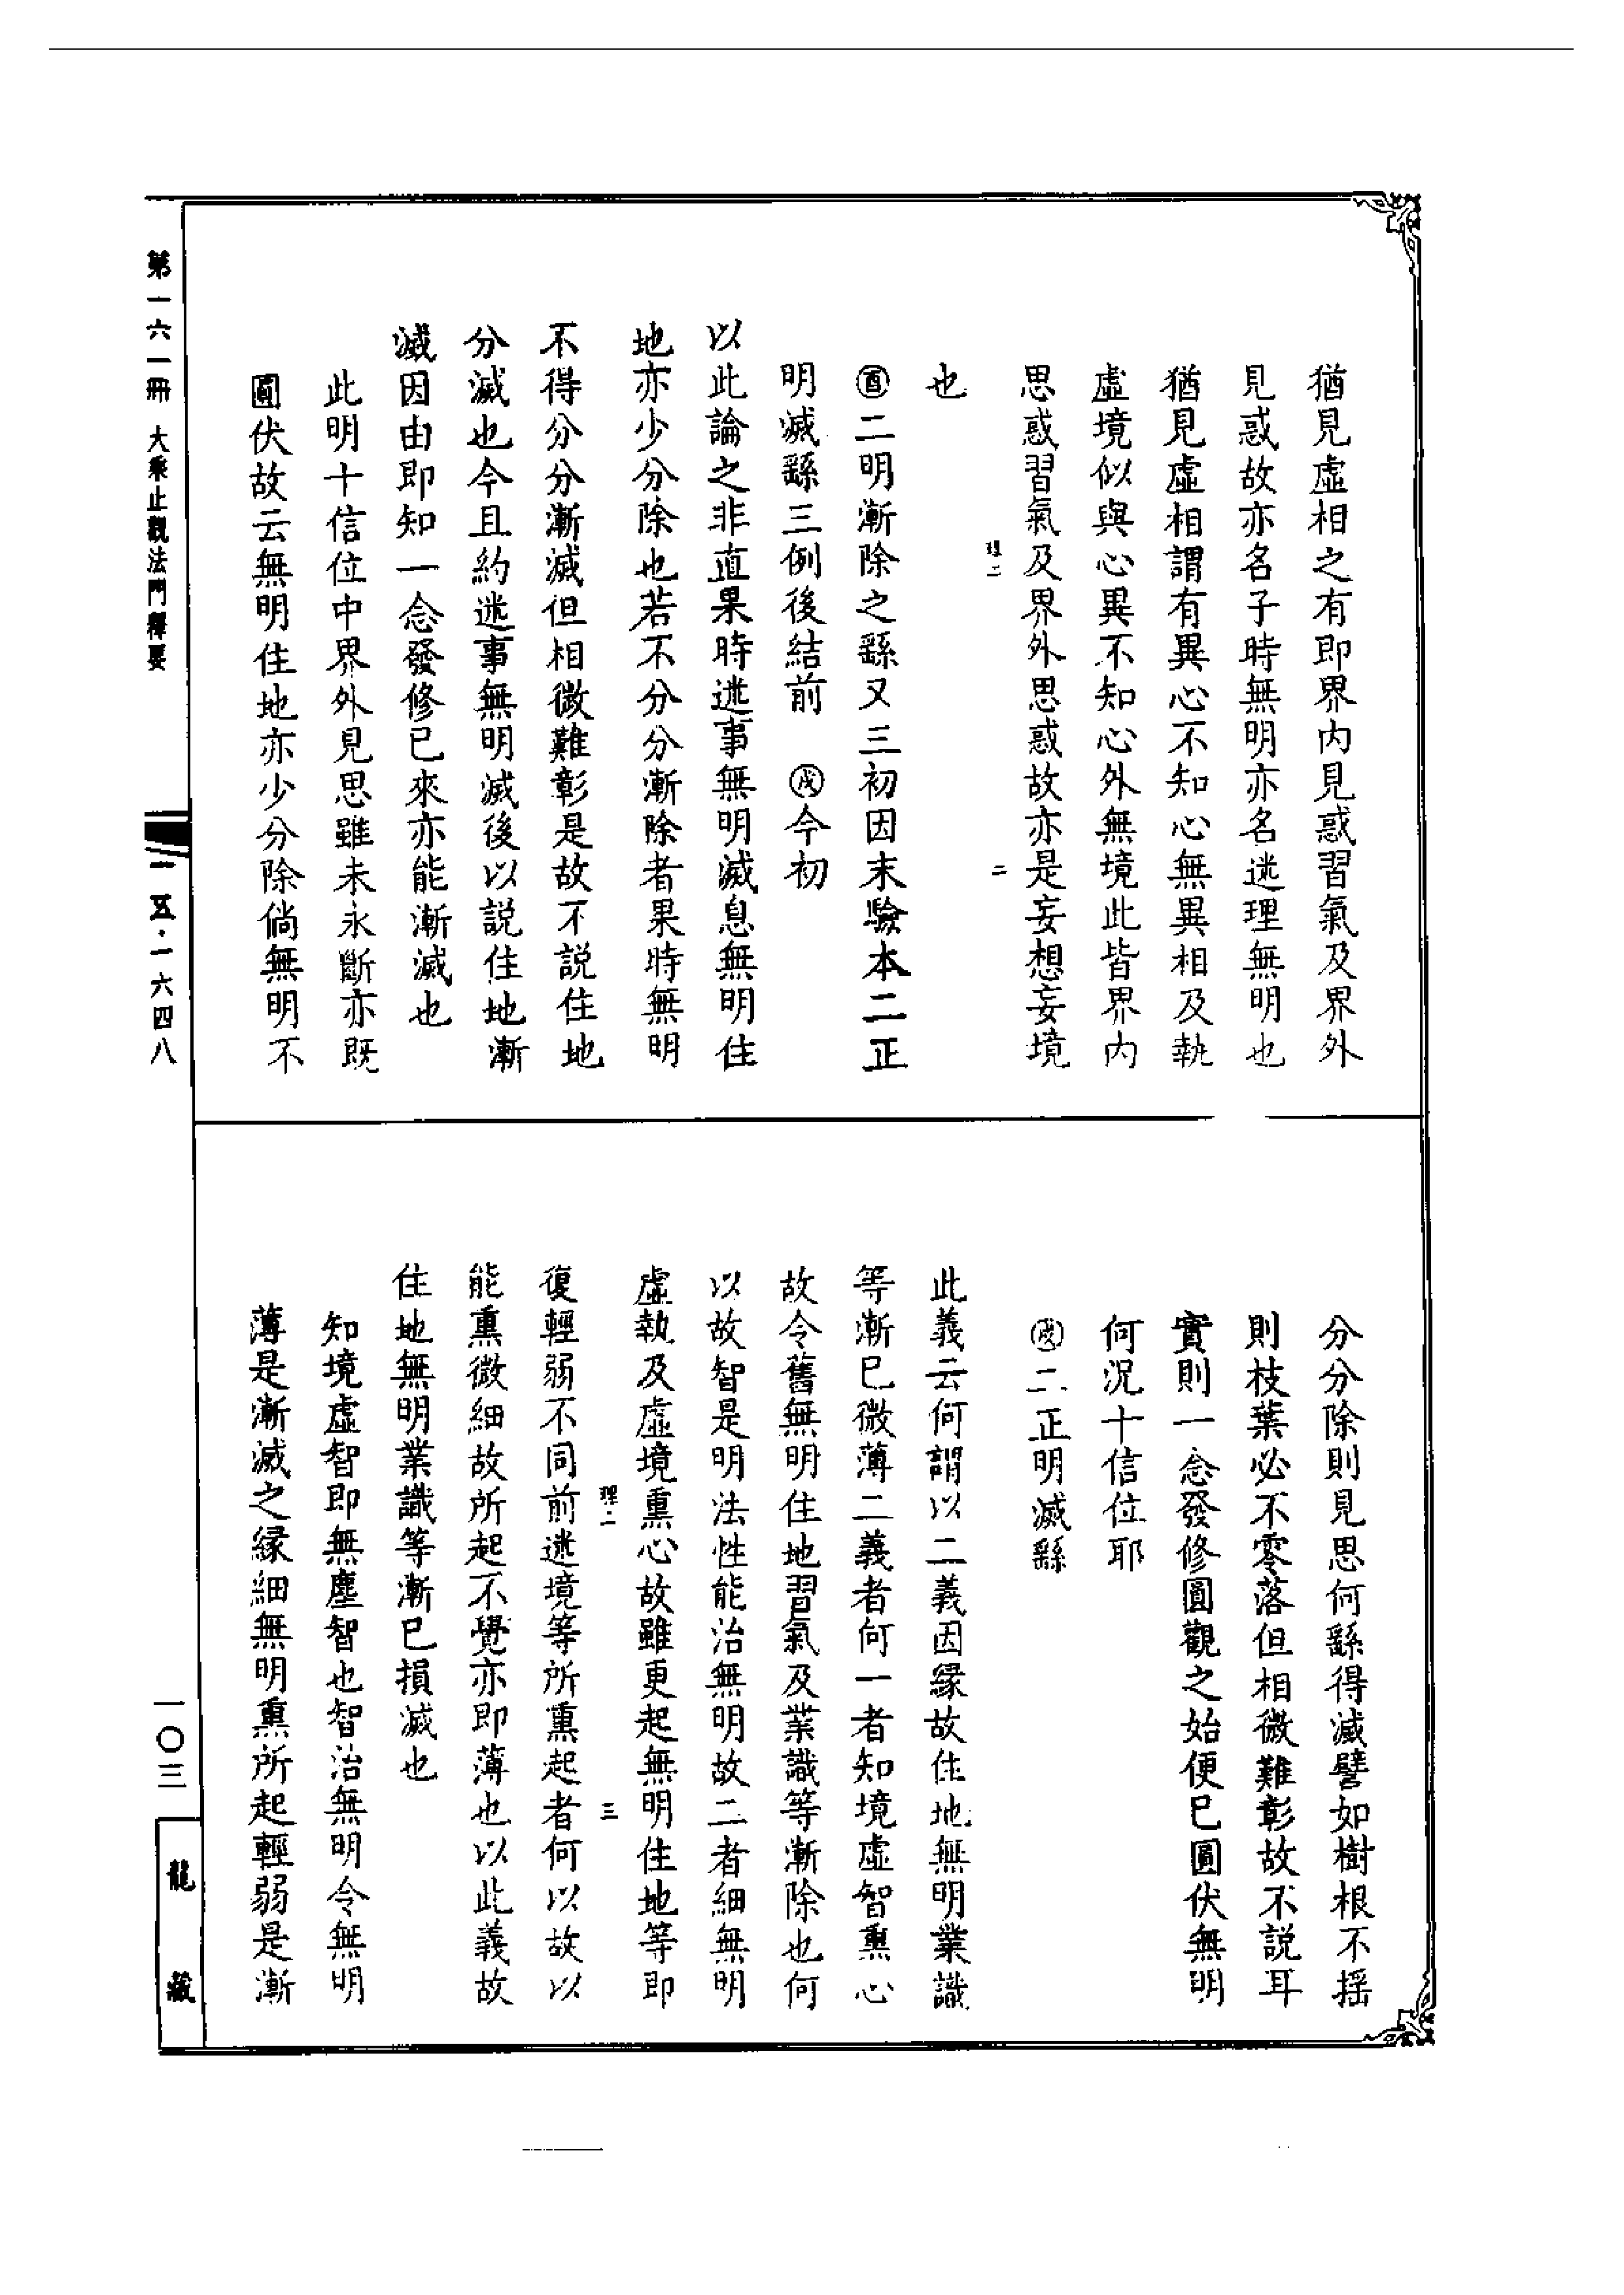 猶見虛相之有即界內見惑習氣及界外
見惑故亦名子時無明亦名迷理無明也
猶見虛相謂有異心不知心無異相及執
虛境似與心異不知心外無境此皆界內
思惑習氣及界外思惑故亦是妄想妄境
理二 二
也
酉二明漸除之繇又三初因末驗本二正
明滅繇三例後結前 戌今初
以此論之非直果時迷事無明滅息無明住
地亦少分除也若不分分漸除者果時無明
不得分分漸滅但相微難彰是故不說住地
分滅也今且約迷事無明滅後以說住地漸
滅因由即知一念發修已來亦能漸滅也
此明十信位中界外見思雖未永斷亦既
圓伏故云無明住地亦少分除倘無明不
分分除則見思何繇得滅譬如樹根不搖
則枝葉必不零落但相微難彰故不說耳
實則一念發修圓觀之始便已圓伏無明
何況十信位耶
戌二正明滅繇
此義云何謂以二義因緣故住地無明業識
等漸已微薄二義者何一者知境虛智熏心
故令舊無明住地習氣及業識等漸除也何
以故智是明法性能治無明故二者細無明
虛執及虛境熏心故雖更起無明住地等即
理二 三
復輕弱不同前迷境等所熏起者何以故以
能熏微細故所起不覺亦即薄也以此義故
住地無明業識等漸已損滅也
知境虛智即無塵智也智治無明令無明
薄是漸滅之緣細無明熏所起輕弱是漸
第一六一冊 大乘止觀法門釋要
一五·一六四八
一〇三
龍藏